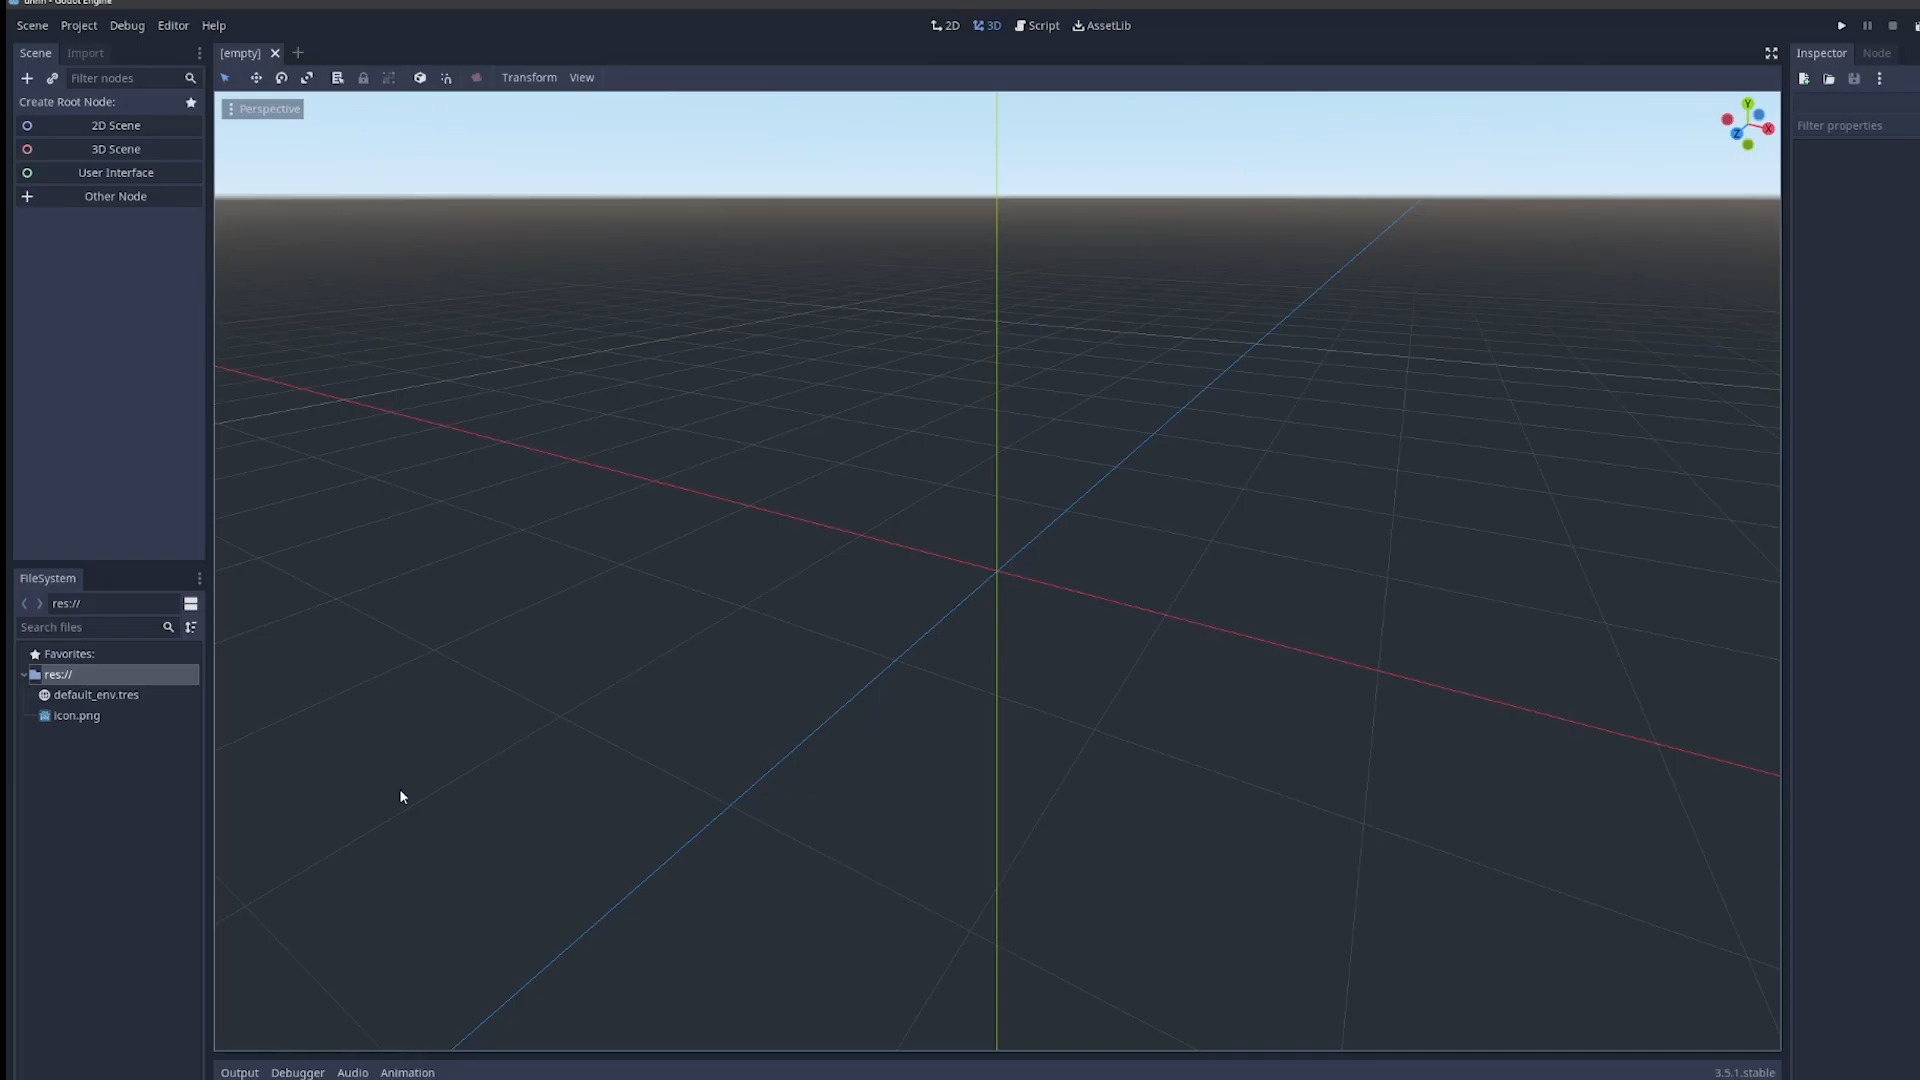 Godot Engine
Scene Project Debug Editor Help
2D 3D Script AssetLib
Scene Import
[empty]
Inspector Node
Filter nodes
Transform View
Create Root Node:
Perspective
Y
X
Z
2D Scene
Filter properties
3D Scene
User Interface
Other Node
FileSystem
res://
Search files
Favorites:
res://
default_env.tres
icon.png
Output Debugger Audio Animation
3.5.1.stable